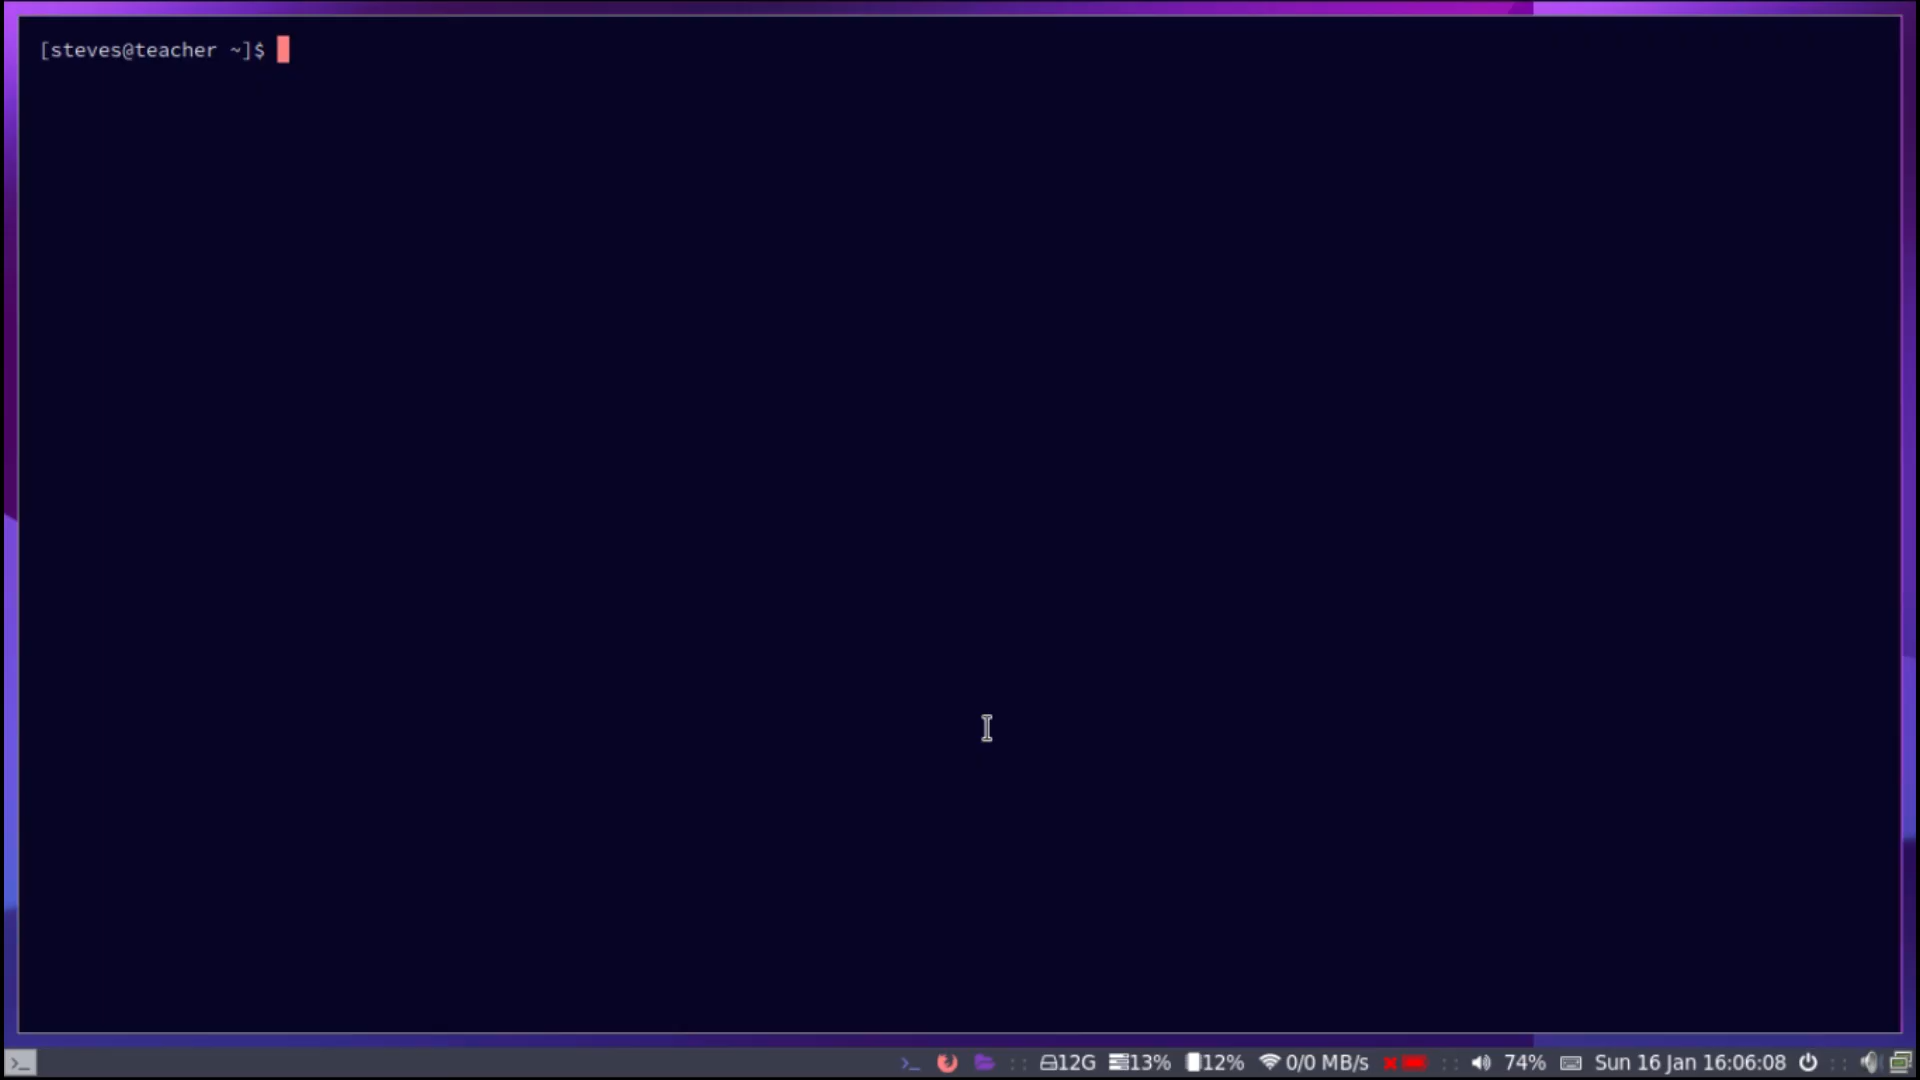 [steves@teacher ~]$
>_ >_ :: 12G 13% 12% 0/0 MB/s :: 74% Sun 16 Jan 16:06:08 ::